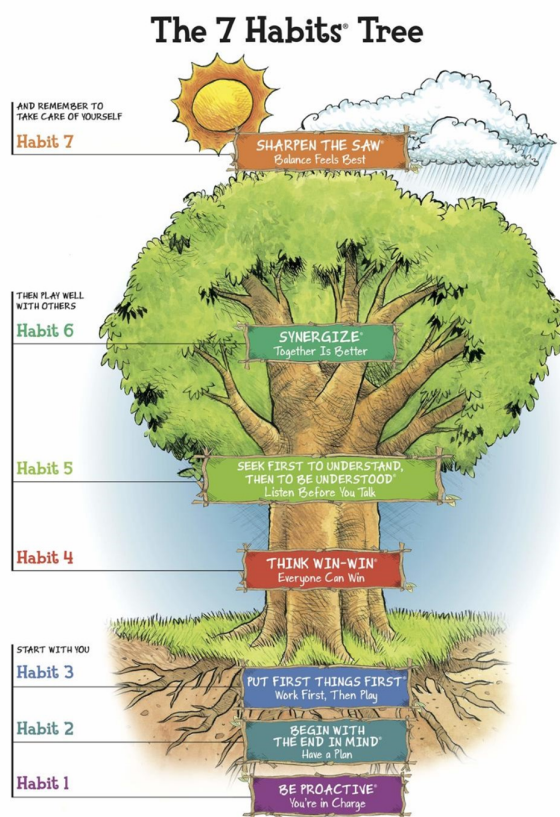 The 7 Habits® Tree
AND REMEMBER TO
TAKE CARE OF YOURSELF
Habit 7
SHARPEN THE SAW®
Balance Feels Best
THEN PLAY WELL
WITH OTHERS
Habit 6
SYNERGIZE®
Together Is Better
Habit 5
SEEK FIRST TO UNDERSTAND,
THEN TO BE UNDERSTOOD®
Listen Before You Talk
Habit 4
THINK WIN-WIN®
Everyone Can Win
START WITH YOU
Habit 3
PUT FIRST THINGS FIRST®
Work First, Then Play
Habit 2
BEGIN WITH
THE END IN MIND®
Have a Plan
Habit 1
BE PROACTIVE®
You're in Charge